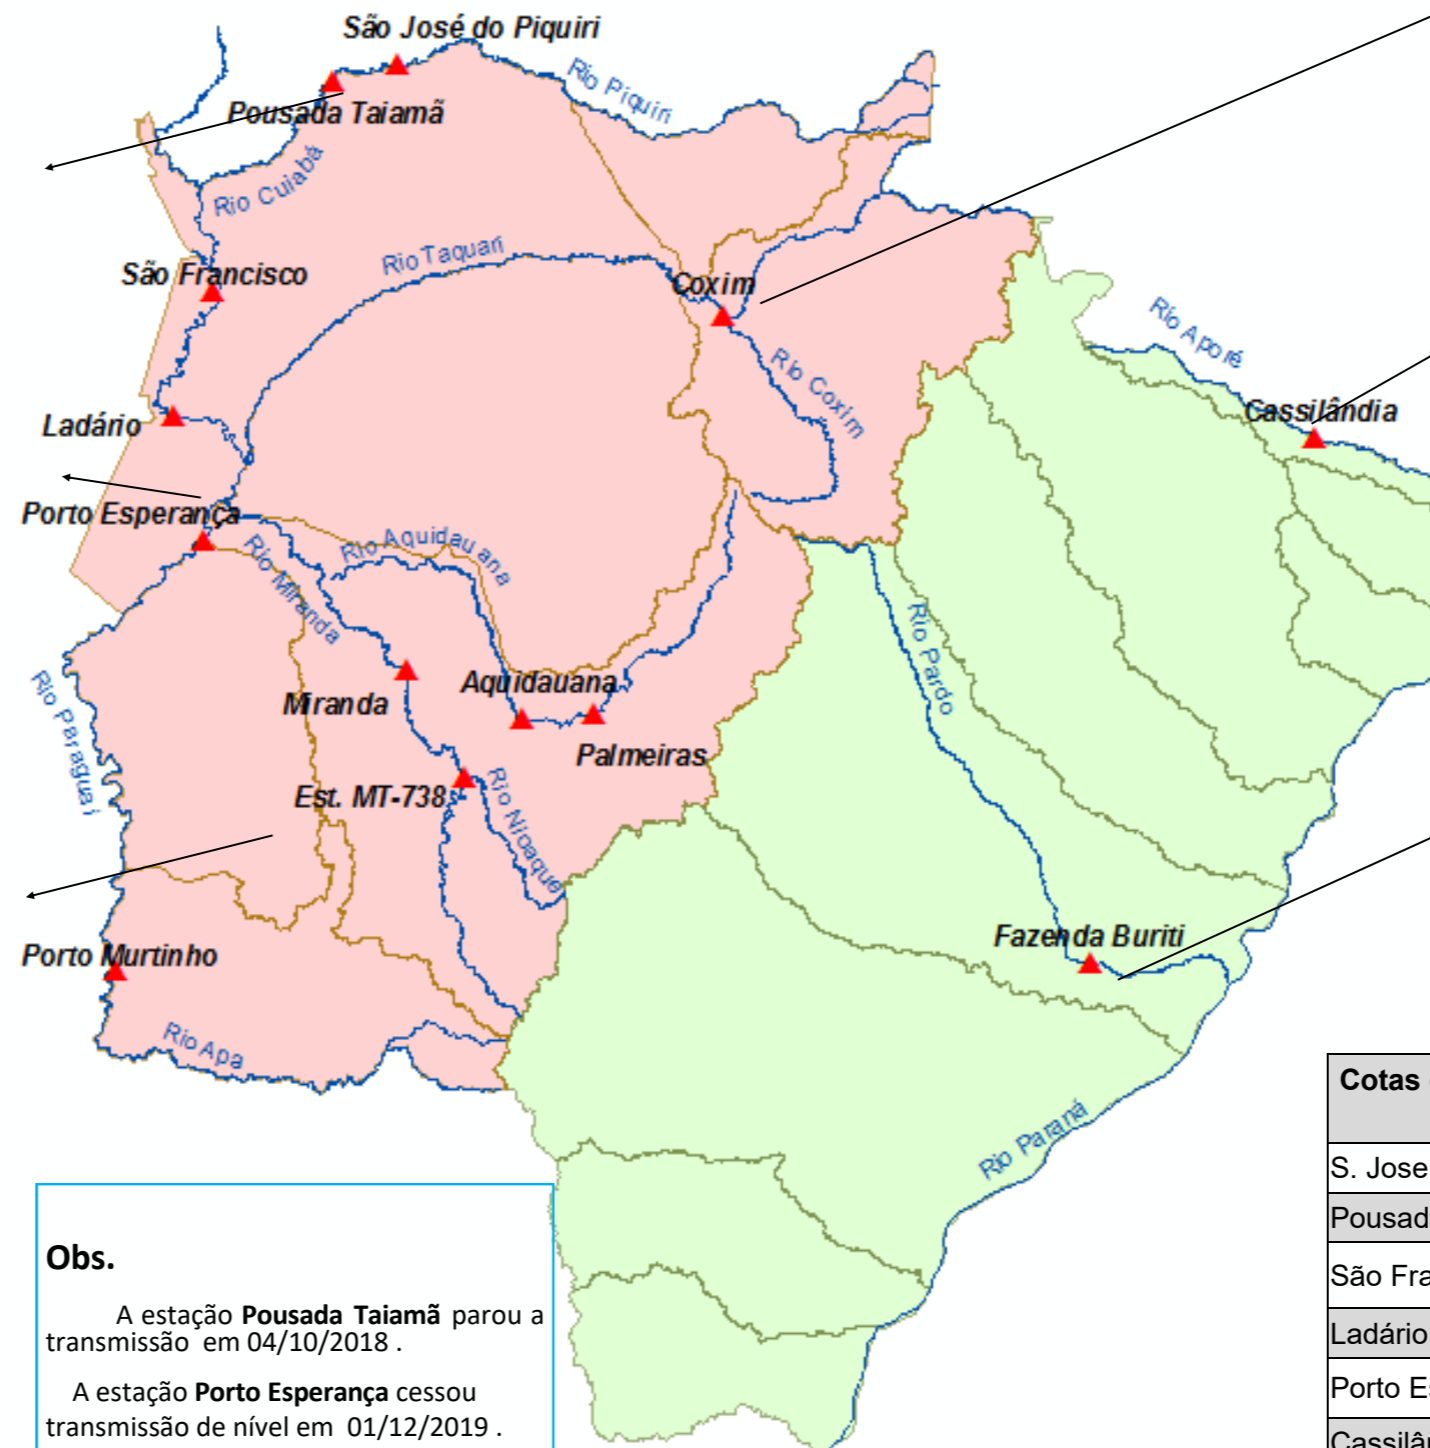 São José do Piquiri
Rio Piquiri
Pousada Taiamã
Rio Cuiabá
Rio Taquari
São Francisco
Coxim
Rio Aporé
Rio Coxim
Cassilândia
Ladário
Porto Esperança
Rio Aquidauana
Rio Miranda
Rio Pardo
Rio Paraguai
Aquidauana
Miranda
Palmeiras
Est. MT-738
Rio Nioaque
Fazenda Buriti
Porto Murtinho
Rio Apa
Rio Paraná
Cotas
S. Jose
Pousad
São Fra
Ladário
Porto Es
Cassilân
Obs.
A estação Pousada Taiamã parou a
transmissão em 04/10/2018 .
A estação Porto Esperança cessou
transmissão de nível em 01/12/2019 .